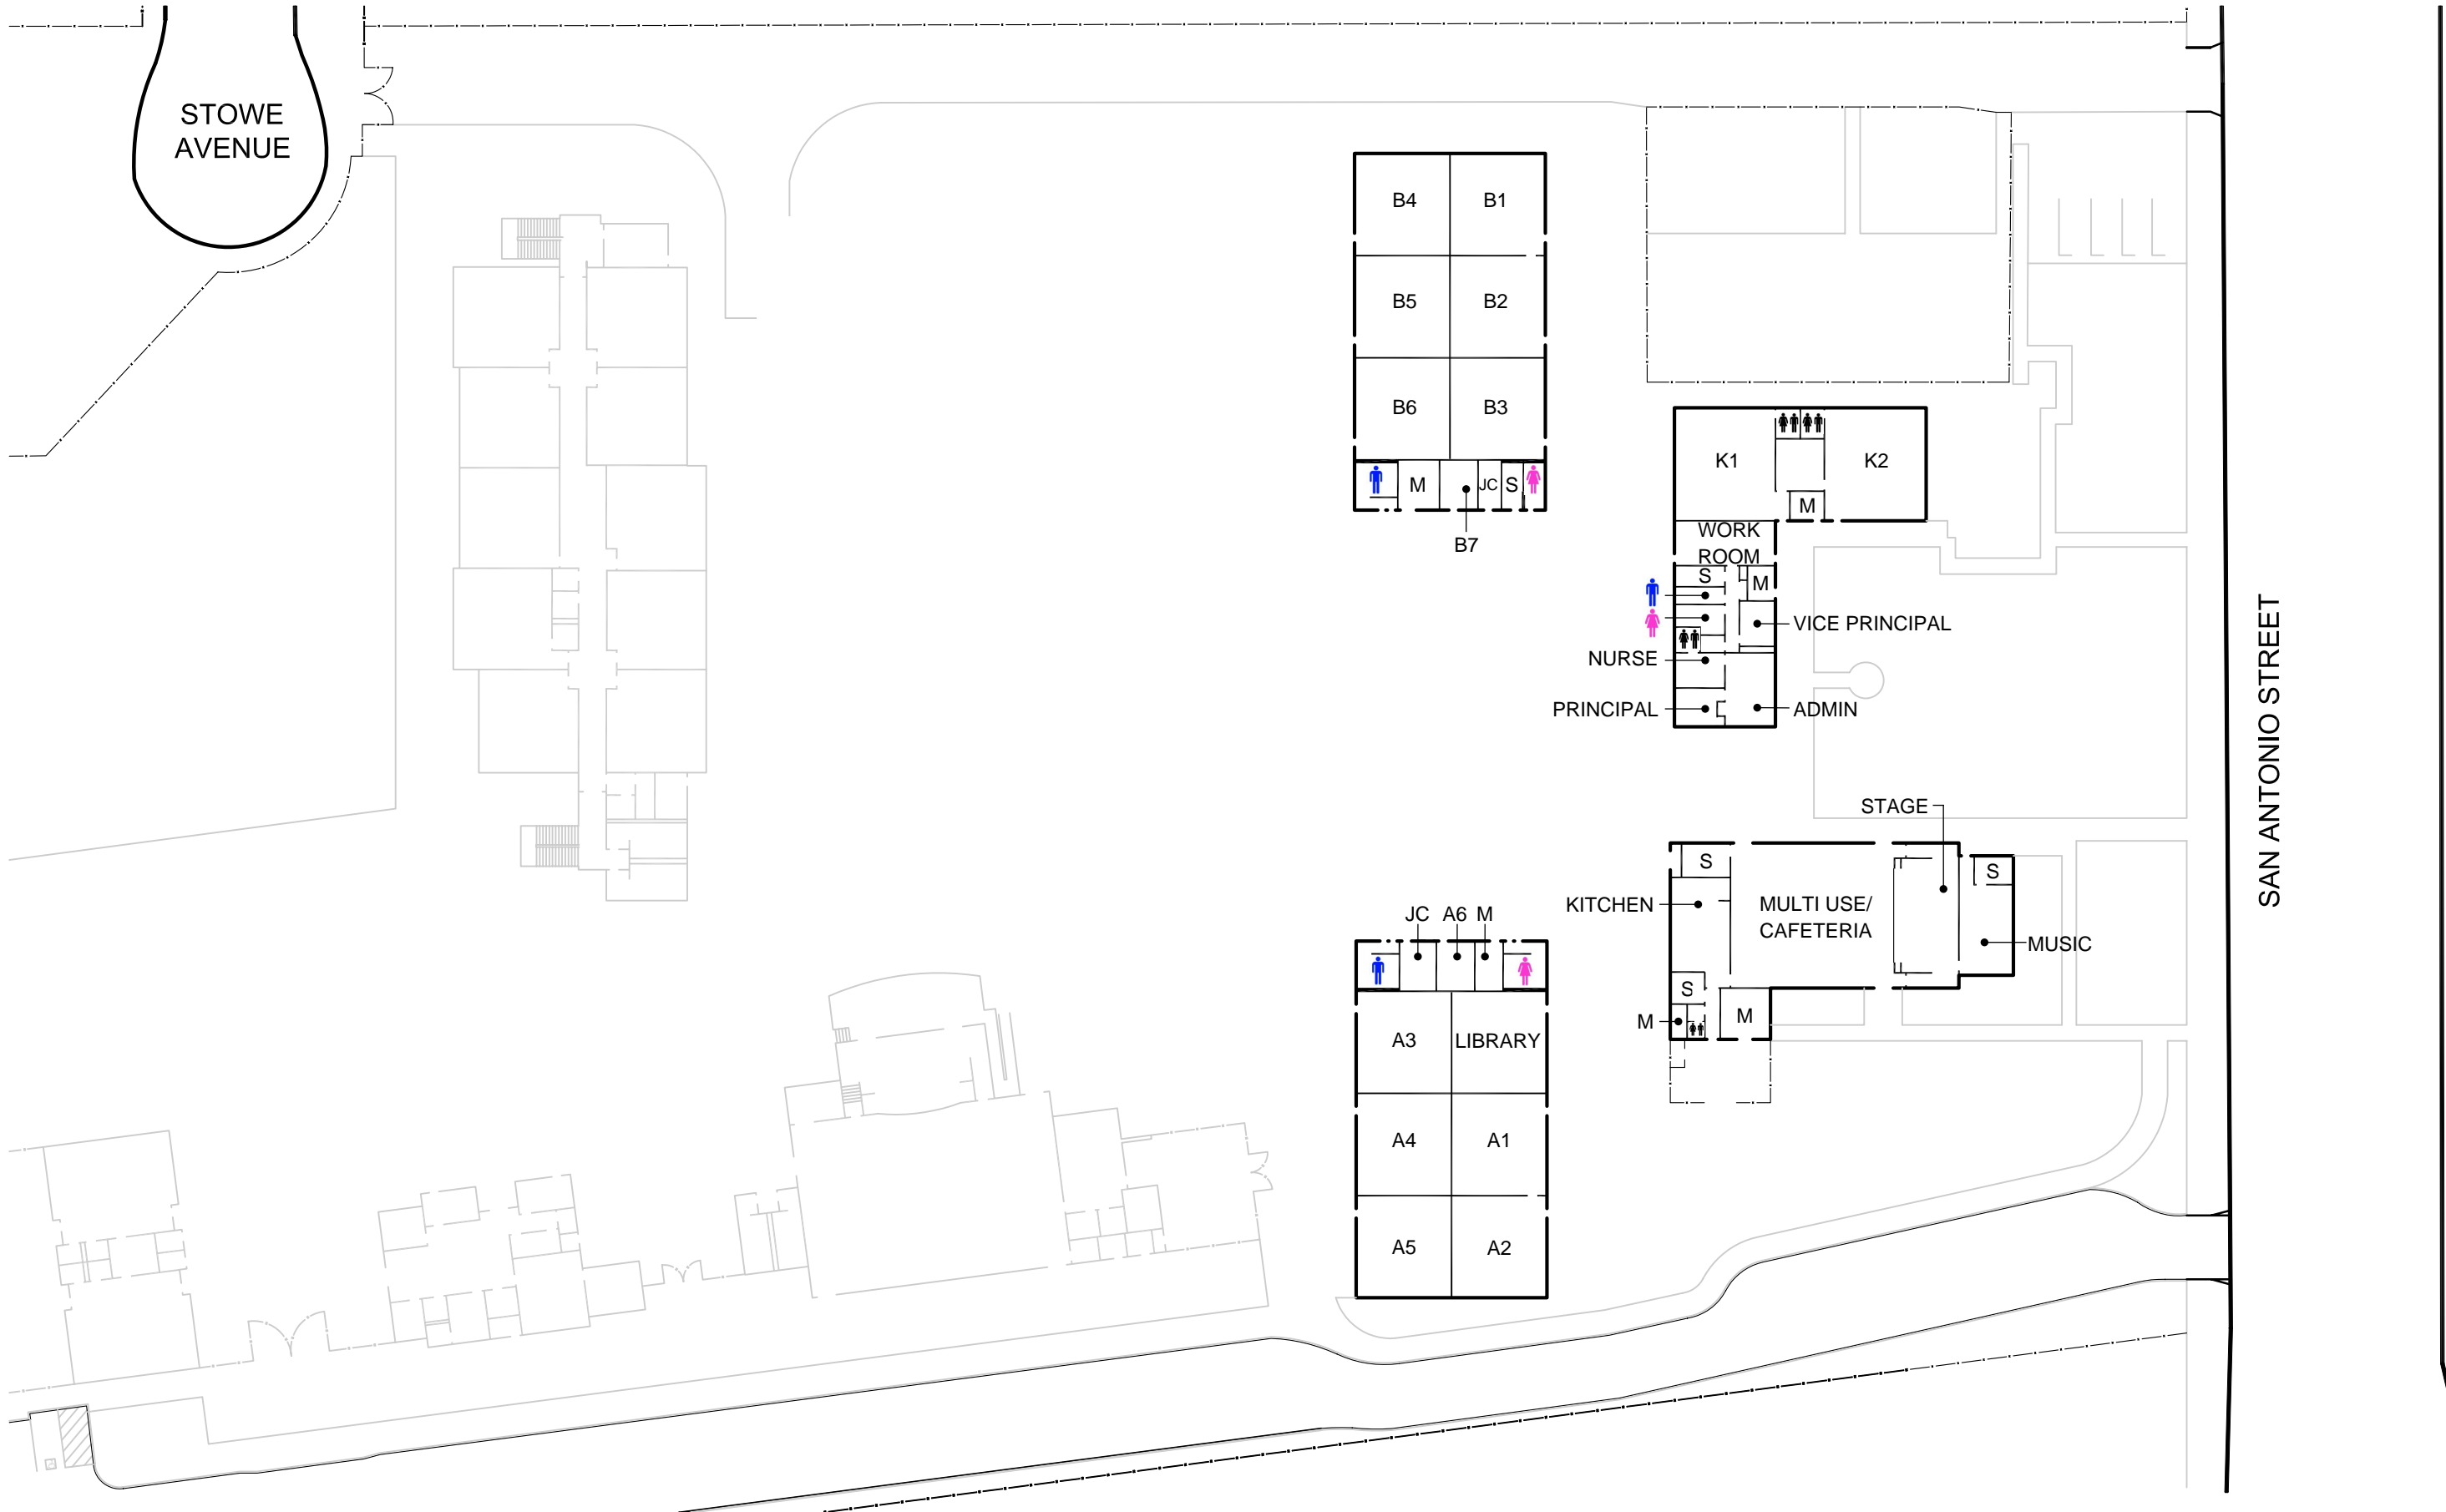 STOWE
AVENUE
B4
B1
B5
B2
B6
B3
M
JC
S
B7
K1
K2
M
WORK
ROOM
S
M
VICE PRINCIPAL
NURSE
PRINCIPAL
ADMIN
SAN ANTONIO STREET
STAGE
S
S
KITCHEN
MULTI USE/
CAFETERIA
MUSIC
S
M
M
JC
A6
M
A3
LIBRARY
A4
A1
A5
A2